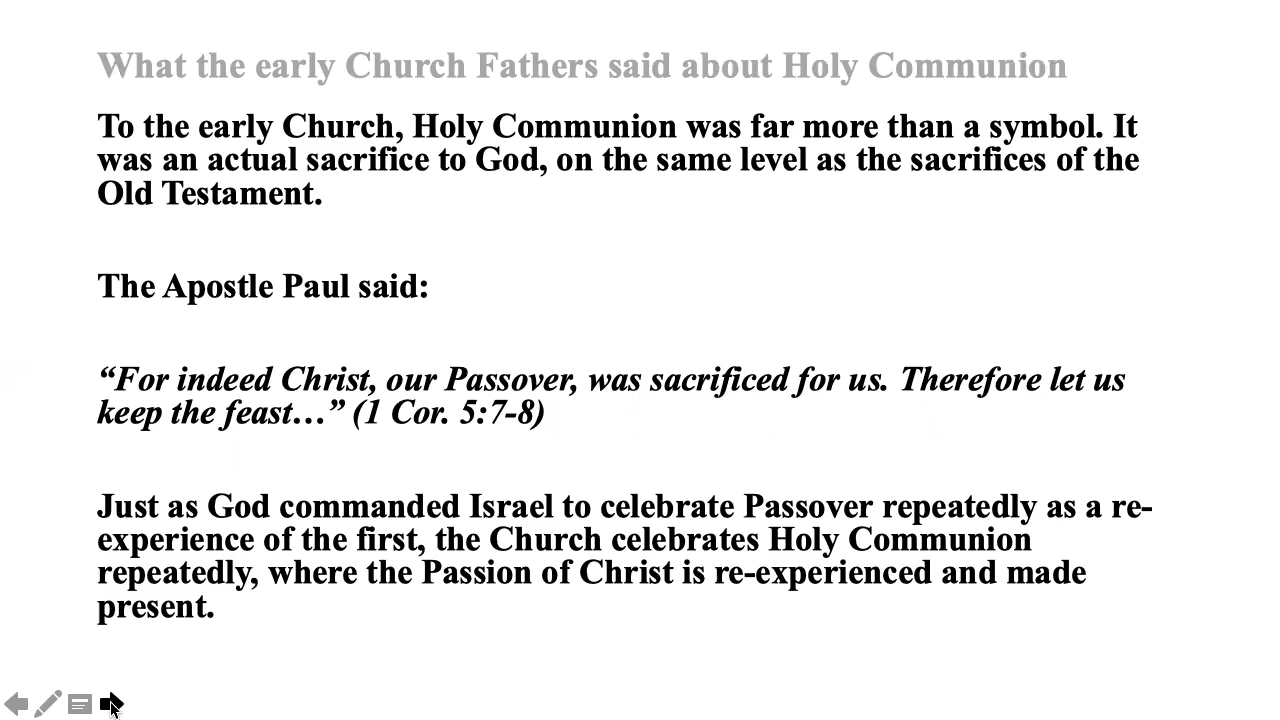 What the early Church Fathers said about Holy Communion
To the early Church, Holy Communion was far more than a symbol. It
was an actual sacrifice to God, on the same level as the sacrifices of the
Old Testament.
The Apostle Paul said:
“For indeed Christ, our Passover, was sacrificed for us. Therefore let us
keep the feast…” (1 Cor. 5:7-8)
Just as God commanded Israel to celebrate Passover repeatedly as a re-
experience of the first, the Church celebrates Holy Communion
repeatedly, where the Passion of Christ is re-experienced and made
present.